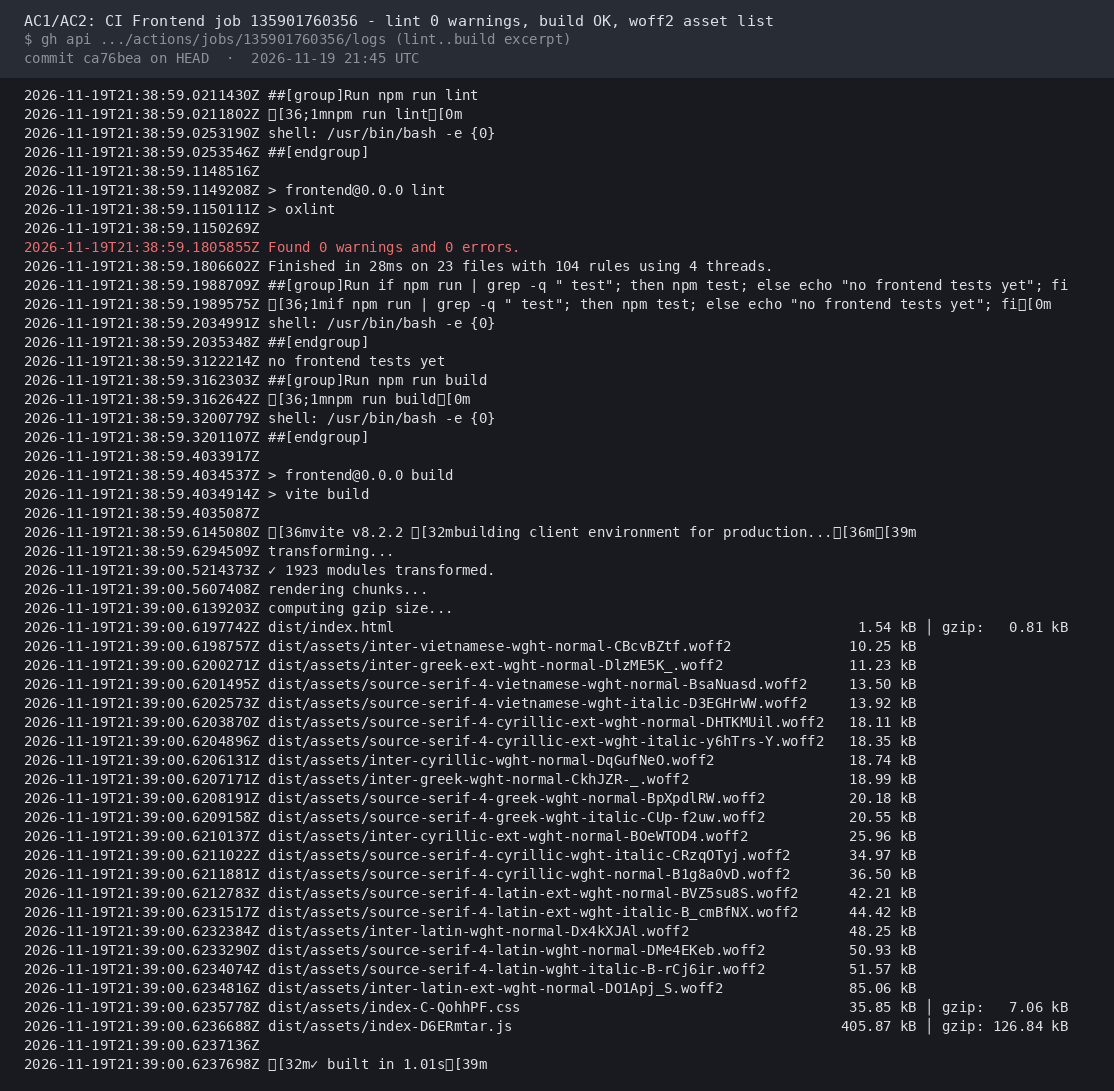 AC1/AC2: CI Frontend job 135901760356 - lint 0 warnings, build OK, woff2 asset list
$ gh api .../actions/jobs/135901760356/logs (lint..build excerpt)
commit ca76bea on HEAD  ·  2026-11-19 21:45 UTC
2026-11-19T21:38:59.0211430Z ##[group]Run npm run lint
2026-11-19T21:38:59.0211802Z □[36;1mnpm run lint□[0m
2026-11-19T21:38:59.0253190Z shell: /usr/bin/bash -e {0}
2026-11-19T21:38:59.0253546Z ##[endgroup]
2026-11-19T21:38:59.1148516Z
2026-11-19T21:38:59.1149208Z > frontend@0.0.0 lint
2026-11-19T21:38:59.1150111Z > oxlint
2026-11-19T21:38:59.1150269Z
2026-11-19T21:38:59.1805855Z Found 0 warnings and 0 errors.
2026-11-19T21:38:59.1806602Z Finished in 28ms on 23 files with 104 rules using 4 threads.
2026-11-19T21:38:59.1988709Z ##[group]Run if npm run | grep -q " test"; then npm test; else echo "no frontend tests yet"; fi
2026-11-19T21:38:59.1989575Z □[36;1mif npm run | grep -q " test"; then npm test; else echo "no frontend tests yet"; fi□[0m
2026-11-19T21:38:59.2034991Z shell: /usr/bin/bash -e {0}
2026-11-19T21:38:59.2035348Z ##[endgroup]
2026-11-19T21:38:59.3122214Z no frontend tests yet
2026-11-19T21:38:59.3162303Z ##[group]Run npm run build
2026-11-19T21:38:59.3162642Z □[36;1mnpm run build□[0m
2026-11-19T21:38:59.3200779Z shell: /usr/bin/bash -e {0}
2026-11-19T21:38:59.3201107Z ##[endgroup]
2026-11-19T21:38:59.4033917Z
2026-11-19T21:38:59.4034537Z > frontend@0.0.0 build
2026-11-19T21:38:59.4034914Z > vite build
2026-11-19T21:38:59.4035087Z
2026-11-19T21:38:59.6145080Z □[36mvite v8.2.2 □[32mbuilding client environment for production...□[36m□[39m
2026-11-19T21:38:59.6294509Z transforming...
2026-11-19T21:39:00.5214373Z ✓ 1923 modules transformed.
2026-11-19T21:39:00.5607408Z rendering chunks...
2026-11-19T21:39:00.6139203Z computing gzip size...
2026-11-19T21:39:00.6197742Z dist/index.html                                                       1.54 kB │ gzip:   0.81 kB
2026-11-19T21:39:00.6198757Z dist/assets/inter-vietnamese-wght-normal-CBcvBZtf.woff2              10.25 kB
2026-11-19T21:39:00.6200271Z dist/assets/inter-greek-ext-wght-normal-DlzME5K_.woff2               11.23 kB
2026-11-19T21:39:00.6201495Z dist/assets/source-serif-4-vietnamese-wght-normal-BsaNuasd.woff2     13.50 kB
2026-11-19T21:39:00.6202573Z dist/assets/source-serif-4-vietnamese-wght-italic-D3EGHrWW.woff2     13.92 kB
2026-11-19T21:39:00.6203870Z dist/assets/source-serif-4-cyrillic-ext-wght-normal-DHTKMUil.woff2   18.11 kB
2026-11-19T21:39:00.6204896Z dist/assets/source-serif-4-cyrillic-ext-wght-italic-y6hTrs-Y.woff2   18.35 kB
2026-11-19T21:39:00.6206131Z dist/assets/inter-cyrillic-wght-normal-DqGufNeO.woff2                18.74 kB
2026-11-19T21:39:00.6207171Z dist/assets/inter-greek-wght-normal-CkhJZR-_.woff2                   18.99 kB
2026-11-19T21:39:00.6208191Z dist/assets/source-serif-4-greek-wght-normal-BpXpdlRW.woff2          20.18 kB
2026-11-19T21:39:00.6209158Z dist/assets/source-serif-4-greek-wght-italic-CUp-f2uw.woff2          20.55 kB
2026-11-19T21:39:00.6210137Z dist/assets/inter-cyrillic-ext-wght-normal-BOeWTOD4.woff2            25.96 kB
2026-11-19T21:39:00.6211022Z dist/assets/source-serif-4-cyrillic-wght-italic-CRzqOTyj.woff2       34.97 kB
2026-11-19T21:39:00.6211881Z dist/assets/source-serif-4-cyrillic-wght-normal-B1g8a0vD.woff2       36.50 kB
2026-11-19T21:39:00.6212783Z dist/assets/source-serif-4-latin-ext-wght-normal-BVZ5su8S.woff2      42.21 kB
2026-11-19T21:39:00.6231517Z dist/assets/source-serif-4-latin-ext-wght-italic-B_cmBfNX.woff2      44.42 kB
2026-11-19T21:39:00.6232384Z dist/assets/inter-latin-wght-normal-Dx4kXJAl.woff2                   48.25 kB
2026-11-19T21:39:00.6233290Z dist/assets/source-serif-4-latin-wght-normal-DMe4EKeb.woff2          50.93 kB
2026-11-19T21:39:00.6234074Z dist/assets/source-serif-4-latin-wght-italic-B-rCj6ir.woff2          51.57 kB
2026-11-19T21:39:00.6234816Z dist/assets/inter-latin-ext-wght-normal-DO1Apj_S.woff2               85.06 kB
2026-11-19T21:39:00.6235778Z dist/assets/index-C-QohhPF.css                                       35.85 kB │ gzip:   7.06 kB
2026-11-19T21:39:00.6236688Z dist/assets/index-D6ERmtar.js                                       405.87 kB │ gzip: 126.84 kB
2026-11-19T21:39:00.6237136Z
2026-11-19T21:39:00.6237698Z □[32m✓ built in 1.01s□[39m